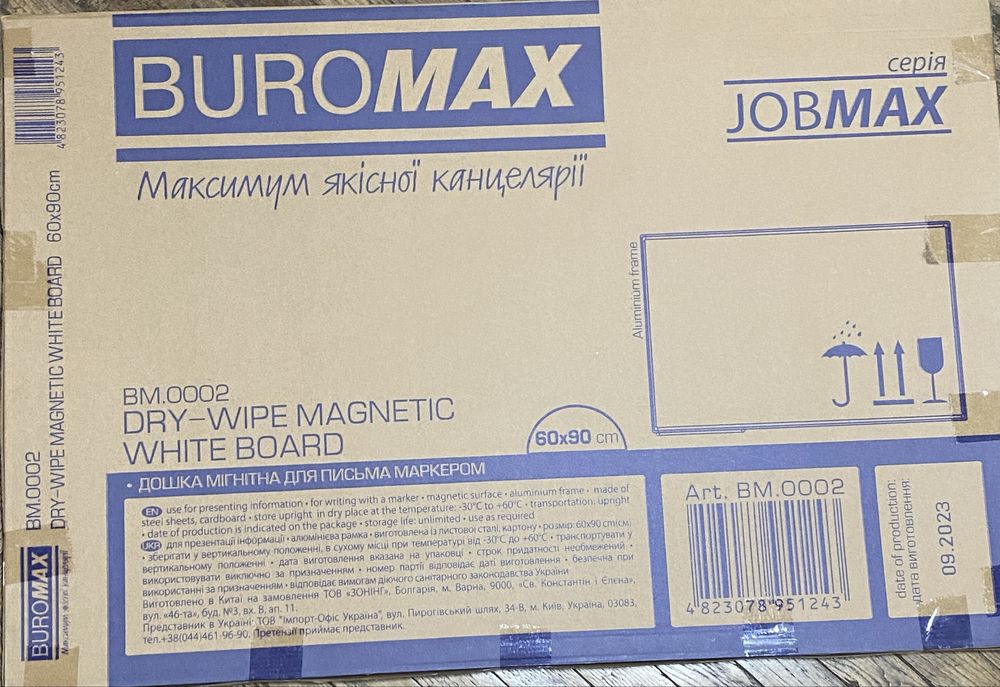 BUROMAX
Максимум якісної канцелярії
серія
JOBMAX
4 823078 951243
BM.0002
DRY-WIPE MAGNETIC WHITE BOARD 60x90cm
BUROMAX
Aluminium frame
BM.0002
DRY-WIPE MAGNETIC
WHITE BOARD
60x90 cm
• ДОШКА МІГНІТНА ДЛЯ ПИСЬМА МАРКЕРОМ
EN use for presenting information • for writing with a marker • magnetic surface • aluminium frame • made of
steel sheets, cardboard • store upright, in dry place at the temperature: -30°C to +60°C • transportation: upright
• date of production is indicated on the package • storage life: unlimited • use as required
UKR для презентації інформації • алюмінієва рамка • виготовлена із листової сталі, картону • розмір: 60x90 cm(см)
• зберігати у вертикальному положенні, в сухому місці при температурі від -30°C до +60°C • транспортувати у
вертикальному положенні • дата виготовлення вказана на упаковці • строк придатності необмежений •
використовувати виключно за призначенням • номер партії відповідає даті виготовлення • безпечна при
використанні за призначенням • відповідає вимогам діючого санітарного законодавства України
Виготовлено в Китаї на замовлення ТОВ «ЗОНІНГ», Болгарія, м. Варна, 9000, «Св. Константін і Єлєна»,
вул. «46-та», буд. №3, вх. В, ап. 11.
Представник в Україні: ТОВ "Імпорт-Офіс Україна", вул. Пирогівський шлях, 34-В, м. Київ, Україна, 03083,
тел.+38(044)461-96-90. Претензії приймає представник.
Art. BM.0002
4 823078 951243
date of production:
дата виготовлення:
09.2023